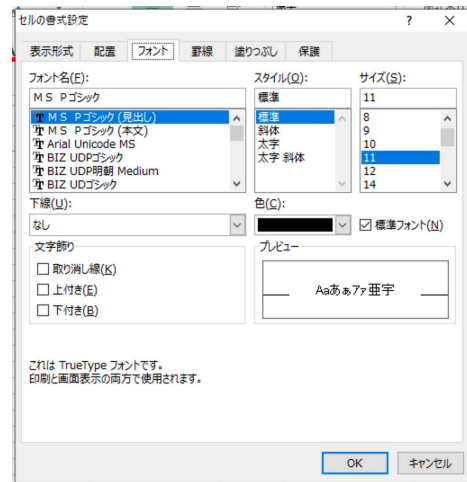 セルの書式設定 ? ×
表示形式 配置 フォント 罫線 塗りつぶし 保護
フォント名(F): スタイル(O): サイズ(S):
ＭＳ Ｐゴシック 標準 11
ＭＳ Ｐゴシック (見出し) 標準 8
ＭＳ Ｐゴシック (本文) 斜体 9
Arial Unicode MS 太字 10
BIZ UDPゴシック 太字 斜体 11
BIZ UDP明朝 Medium 12
BIZ UDゴシック 14
下線(U): 色(C):
なし 標準フォント(N)
文字飾り プレビュー
取り消し線(K)
上付き(E) Aaあぁアァ亜宇
下付き(B)
これは TrueType フォントです。
印刷と画面表示の両方で使用されます。
OK キャンセル